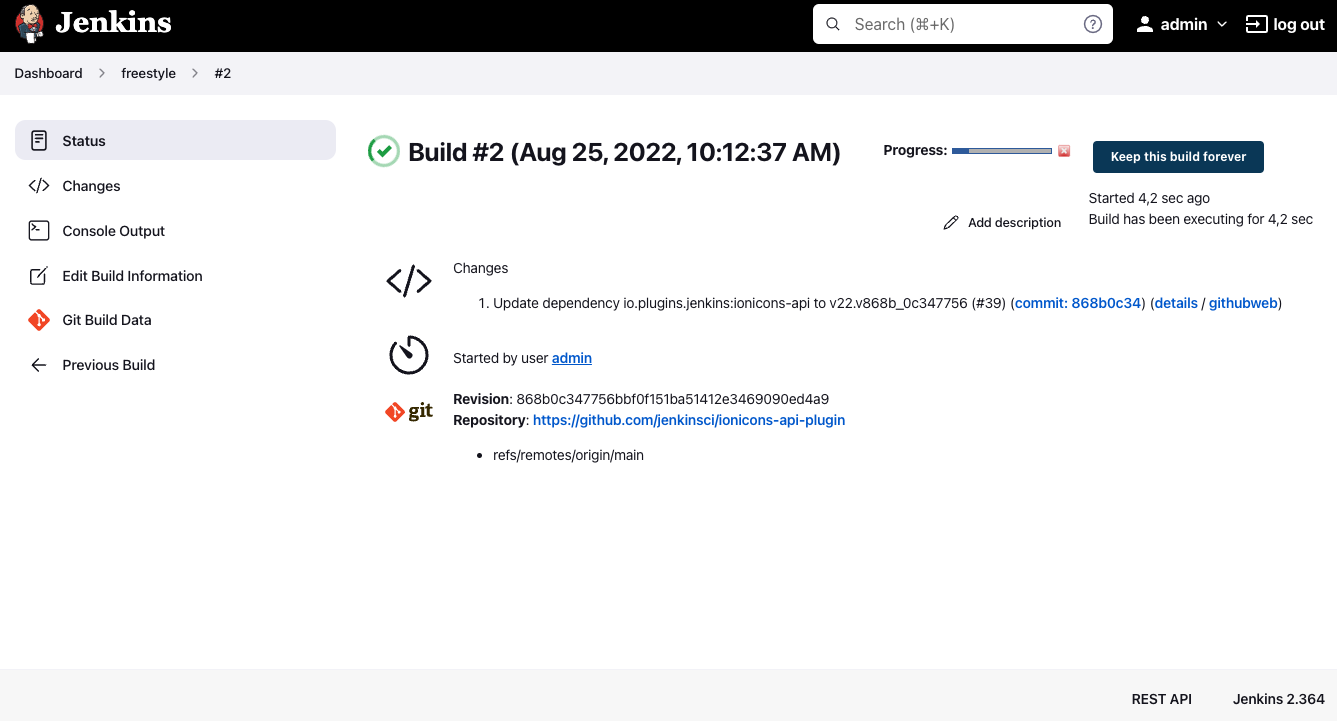 Jenkins
Search (⌘+K)
admin
log out
Dashboard
freestyle
#2
Status
Changes
Console Output
Edit Build Information
Git Build Data
Previous Build
Build #2 (Aug 25, 2022, 10:12:37 AM)
Progress:
Keep this build forever
Started 4,2 sec ago
Build has been executing for 4,2 sec
Add description
Changes
1. Update dependency io.plugins.jenkins:ionicons-api to v22.v868b_0c347756 (#39) (commit: 868b0c34) (details / githubweb)
Started by user admin
git
Revision: 868b0c347756bbf0f151ba51412e3469090ed4a9
Repository: https://github.com/jenkinsci/ionicons-api-plugin
• refs/remotes/origin/main
REST API
Jenkins 2.364